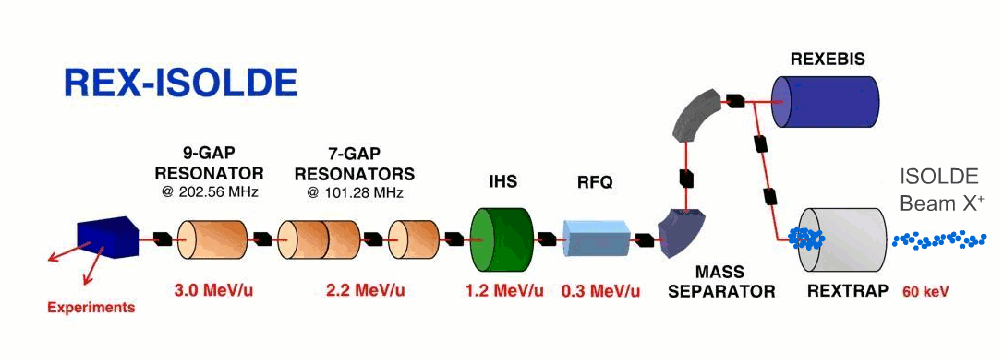 REX-ISOLDE
REXEBIS
9-GAP
RESONATOR
@ 202.56 MHz
7-GAP
RESONATORS
@ 101.28 MHz
IHS
RFQ
ISOLDE
Beam X⁺
MASS
SEPARATOR
REXTRAP
60 keV
3.0 MeV/u
2.2 MeV/u
1.2 MeV/u
0.3 MeV/u
Experiments